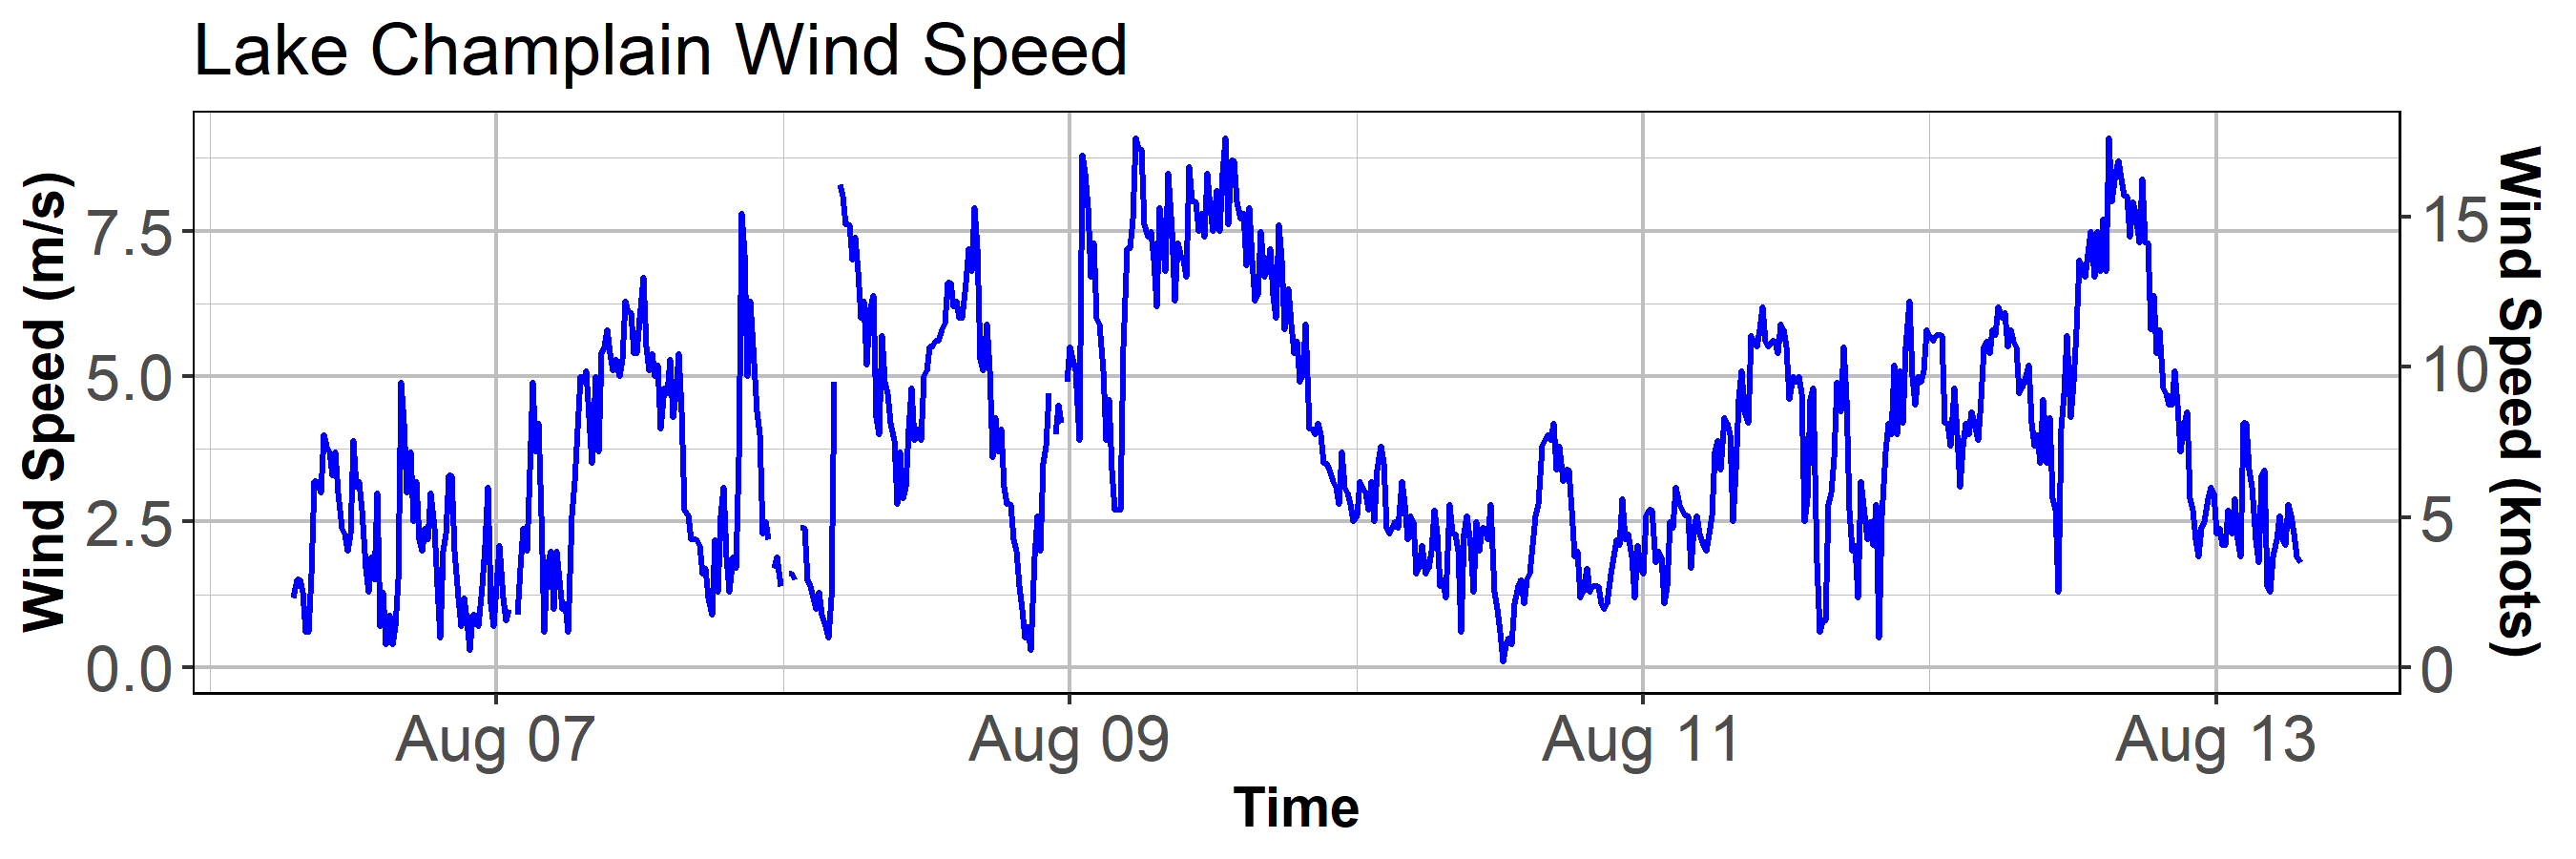 Lake Champlain Wind Speed
Wind Speed (m/s)
7.5
5.0
2.5
0.0
15
10
5
0
Wind Speed (knots)
Aug 07
Aug 09
Aug 11
Aug 13
Time